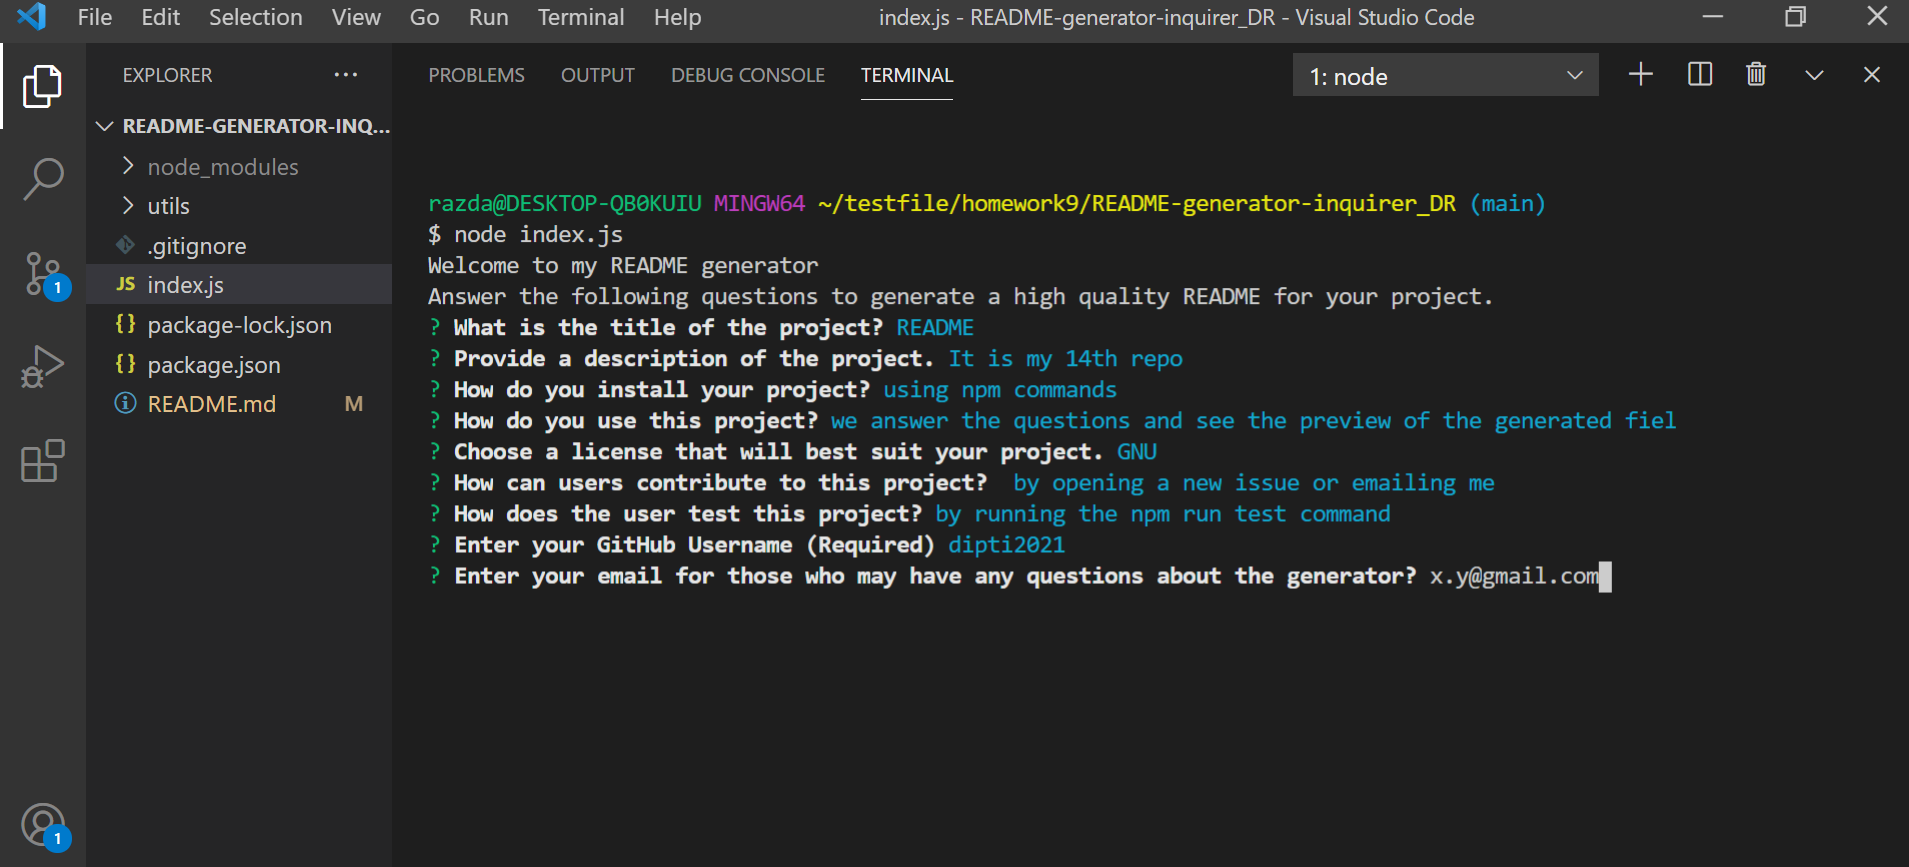 File Edit Selection View Go Run Terminal Help index.js - README-generator-inquirer_DR - Visual Studio Code
EXPLORER ···
PROBLEMS OUTPUT DEBUG CONSOLE TERMINAL 1: node
README-GENERATOR-INQ...
node_modules
utils
.gitignore
JS index.js
{} package-lock.json
{} package.json
README.md M
1
1
razda@DESKTOP-QB0KUIU MINGW64 ~/testfile/homework9/README-generator-inquirer_DR (main)
$ node index.js
Welcome to my README generator
Answer the following questions to generate a high quality README for your project.
? What is the title of the project? README
? Provide a description of the project. It is my 14th repo
? How do you install your project? using npm commands
? How do you use this project? we answer the questions and see the preview of the generated fiel
? Choose a license that will best suit your project. GNU
? How can users contribute to this project?  by opening a new issue or emailing me
? How does the user test this project? by running the npm run test command
? Enter your GitHub Username (Required) dipti2021
? Enter your email for those who may have any questions about the generator? x.y@gmail.com